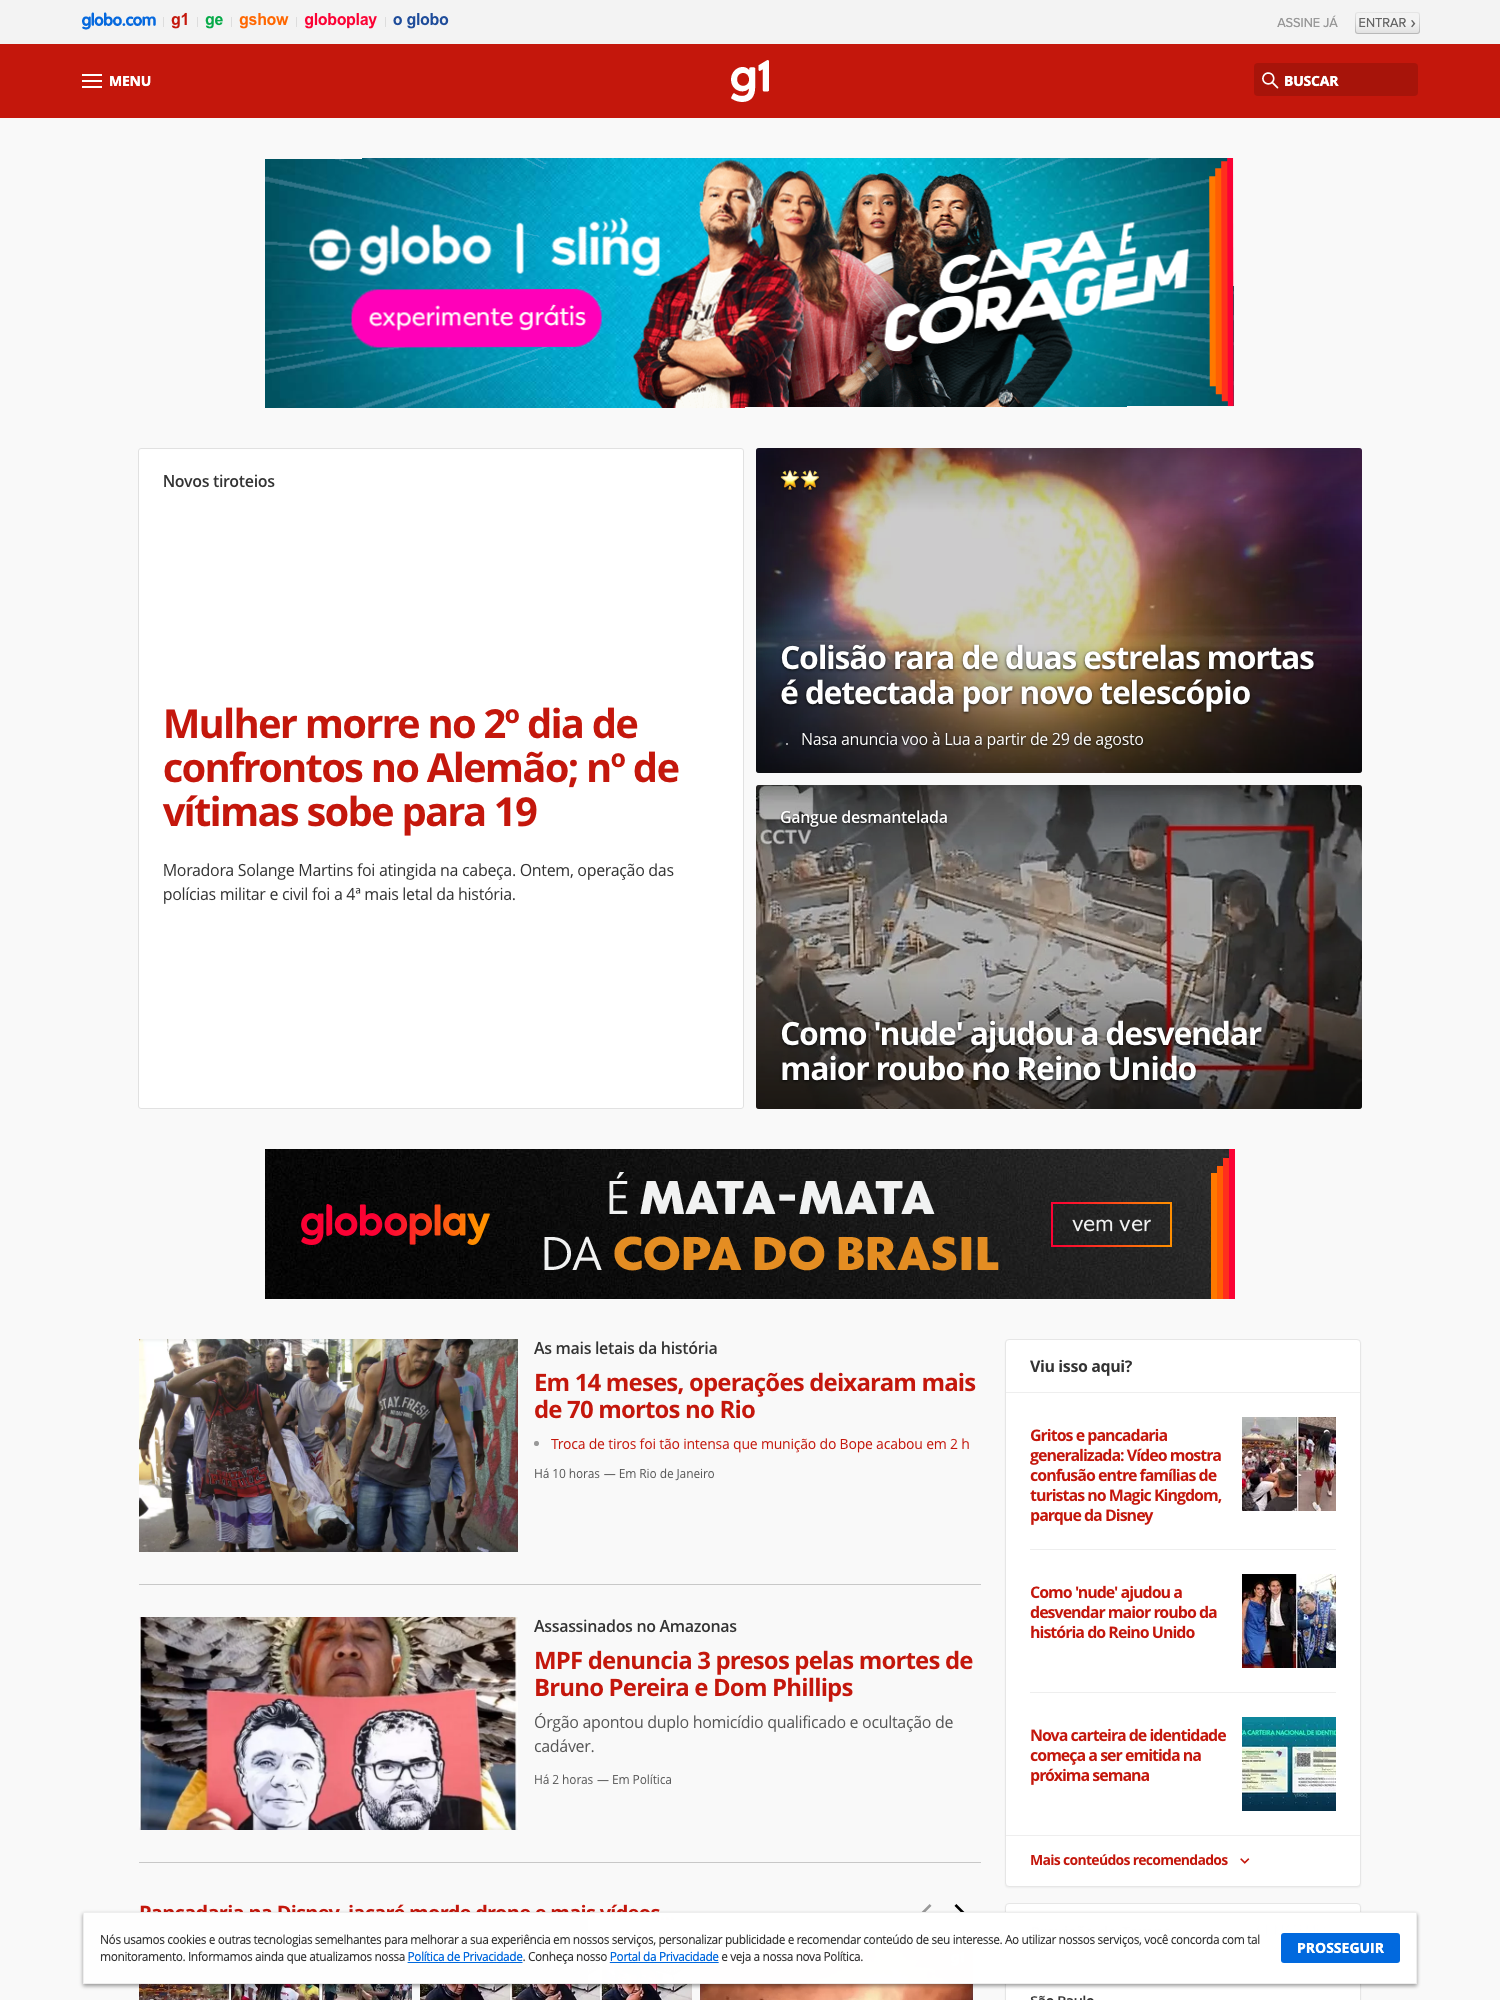 globo.com g1 ge gshow globoplay o globo
ASSINE JÁ ENTRAR ›
MENU
g1
BUSCAR
globo | sling
experimente grátis
CARA E
CORAGEM
Novos tiroteios
Mulher morre no 2º dia de
confrontos no Alemão; nº de
vítimas sobe para 19
Moradora Solange Martins foi atingida na cabeça. Ontem, operação das
polícias militar e civil foi a 4ª mais letal da história.
Colisão rara de duas estrelas mortas
é detectada por novo telescópio
Nasa anuncia voo à Lua a partir de 29 de agosto
Gangue desmantelada
CCTV
Como 'nude' ajudou a desvendar
maior roubo no Reino Unido
globoplay
É MATA-MATA
DA COPA DO BRASIL
vem ver
STAY.FRESH
01
As mais letais da história
Em 14 meses, operações deixaram mais
de 70 mortos no Rio
Troca de tiros foi tão intensa que munição do Bope acabou em 2 h
Há 10 horas — Em Rio de Janeiro
Assassinados no Amazonas
MPF denuncia 3 presos pelas mortes de
Bruno Pereira e Dom Phillips
Órgão apontou duplo homicídio qualificado e ocultação de
cadáver.
Há 2 horas — Em Política
Viu isso aqui?
Gritos e pancadaria
generalizada: Vídeo mostra
confusão entre famílias de
turistas no Magic Kingdom,
parque da Disney
Como 'nude' ajudou a
desvendar maior roubo da
história do Reino Unido
Nova carteira de identidade
começa a ser emitida na
próxima semana
A CARTEIRA NACIONAL DE IDENTI
Mais conteúdos recomendados
Pancadaria na Disney, jacaré morde drone e mais vídeos
Nós usamos cookies e outras tecnologias semelhantes para melhorar a sua experiência em nossos serviços, personalizar publicidade e recomendar conteúdo de seu interesse. Ao utilizar nossos serviços, você concorda com tal
monitoramento. Informamos ainda que atualizamos nossa Política de Privacidade. Conheça nosso Portal da Privacidade e veja a nossa nova Política.
PROSSEGUIR
São Paulo